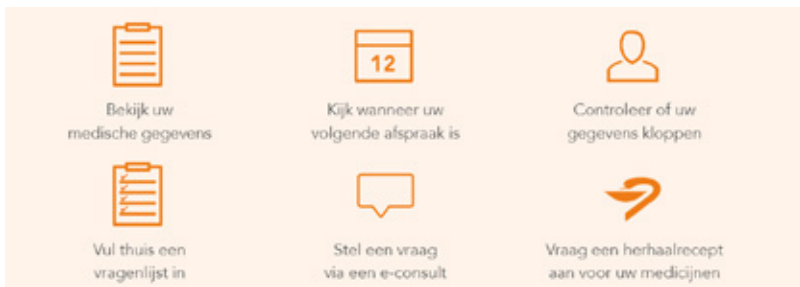 12
Bekijk uw
medische gegevens
Kijk wanneer uw
volgende afspraak is
Controleer of uw
gegevens kloppen
Vul thuis een
vragenlijst in
Stel een vraag
via een e-consult
Vraag een herhaalrecept
aan voor uw medicijnen